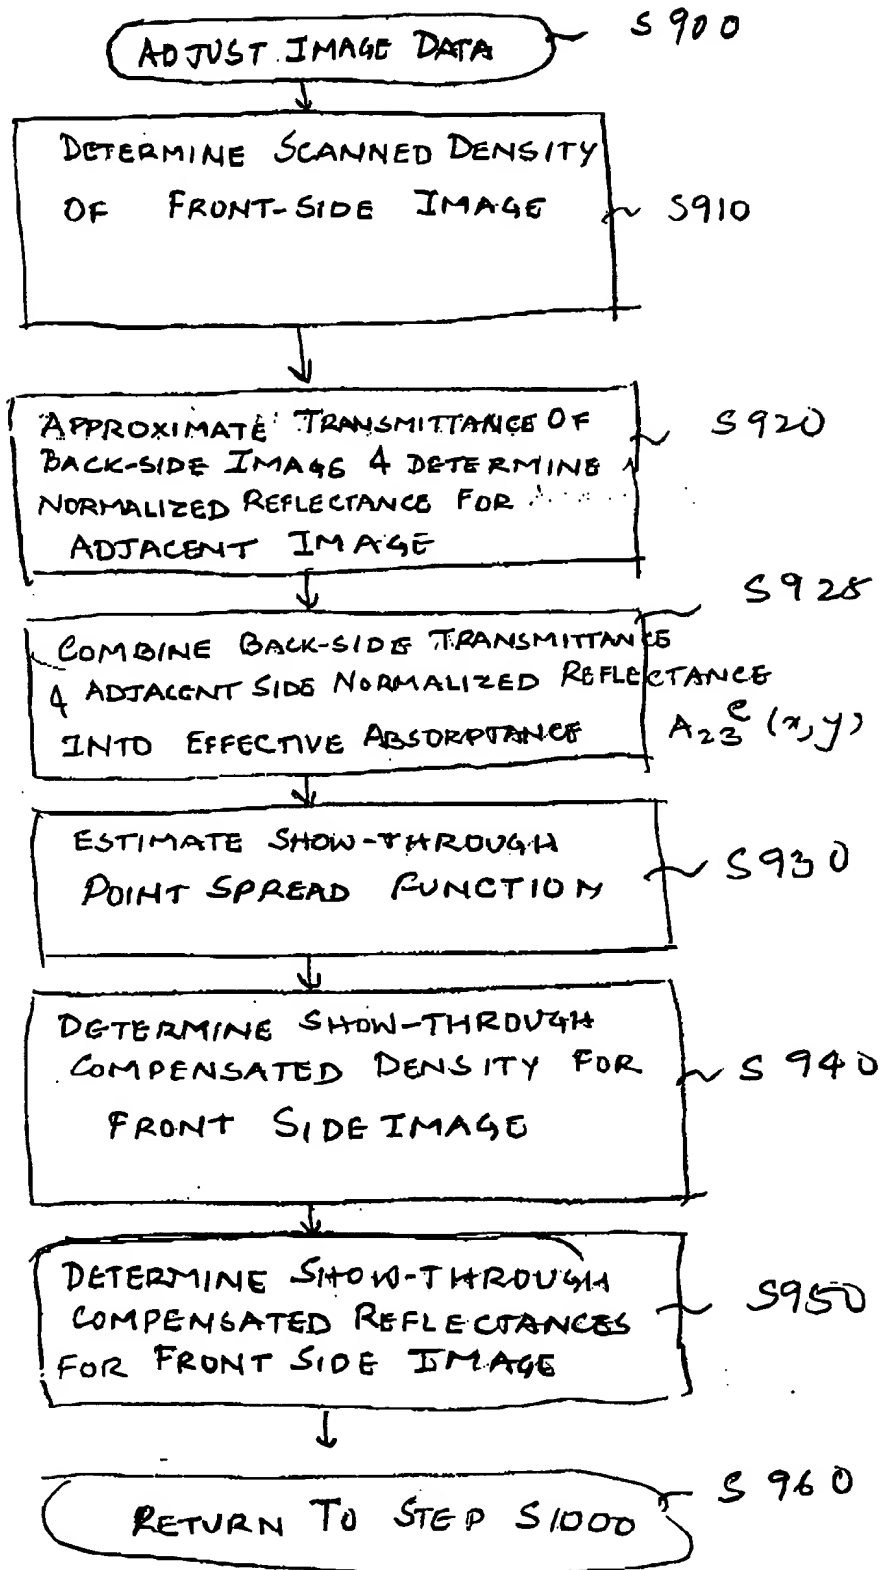 ADJUST IMAGE DATA
S900
DETERMINE SCANNED DENSITY
OF FRONT-SIDE IMAGE
S910
APPROXIMATE TRANSMITTANCE OF
BACK-SIDE IMAGE & DETERMINE
NORMALIZED REFLECTANCE FOR
ADJACENT IMAGE
S920
S925
COMBINE BACK-SIDE TRANSMITTANCE
& ADJACENT SIDE NORMALIZED REFLECTANCE
INTO EFFECTIVE ABSORPTANCE A₂₃ᵉ (x,y)
ESTIMATE SHOW-THROUGH
POINT SPREAD FUNCTION
S930
DETERMINE SHOW-THROUGH
COMPENSATED DENSITY FOR
FRONT SIDE IMAGE
S940
DETERMINE SHOW-THROUGH
COMPENSATED REFLECTANCES
FOR FRONT SIDE IMAGE
S950
S960
RETURN TO STEP S1000